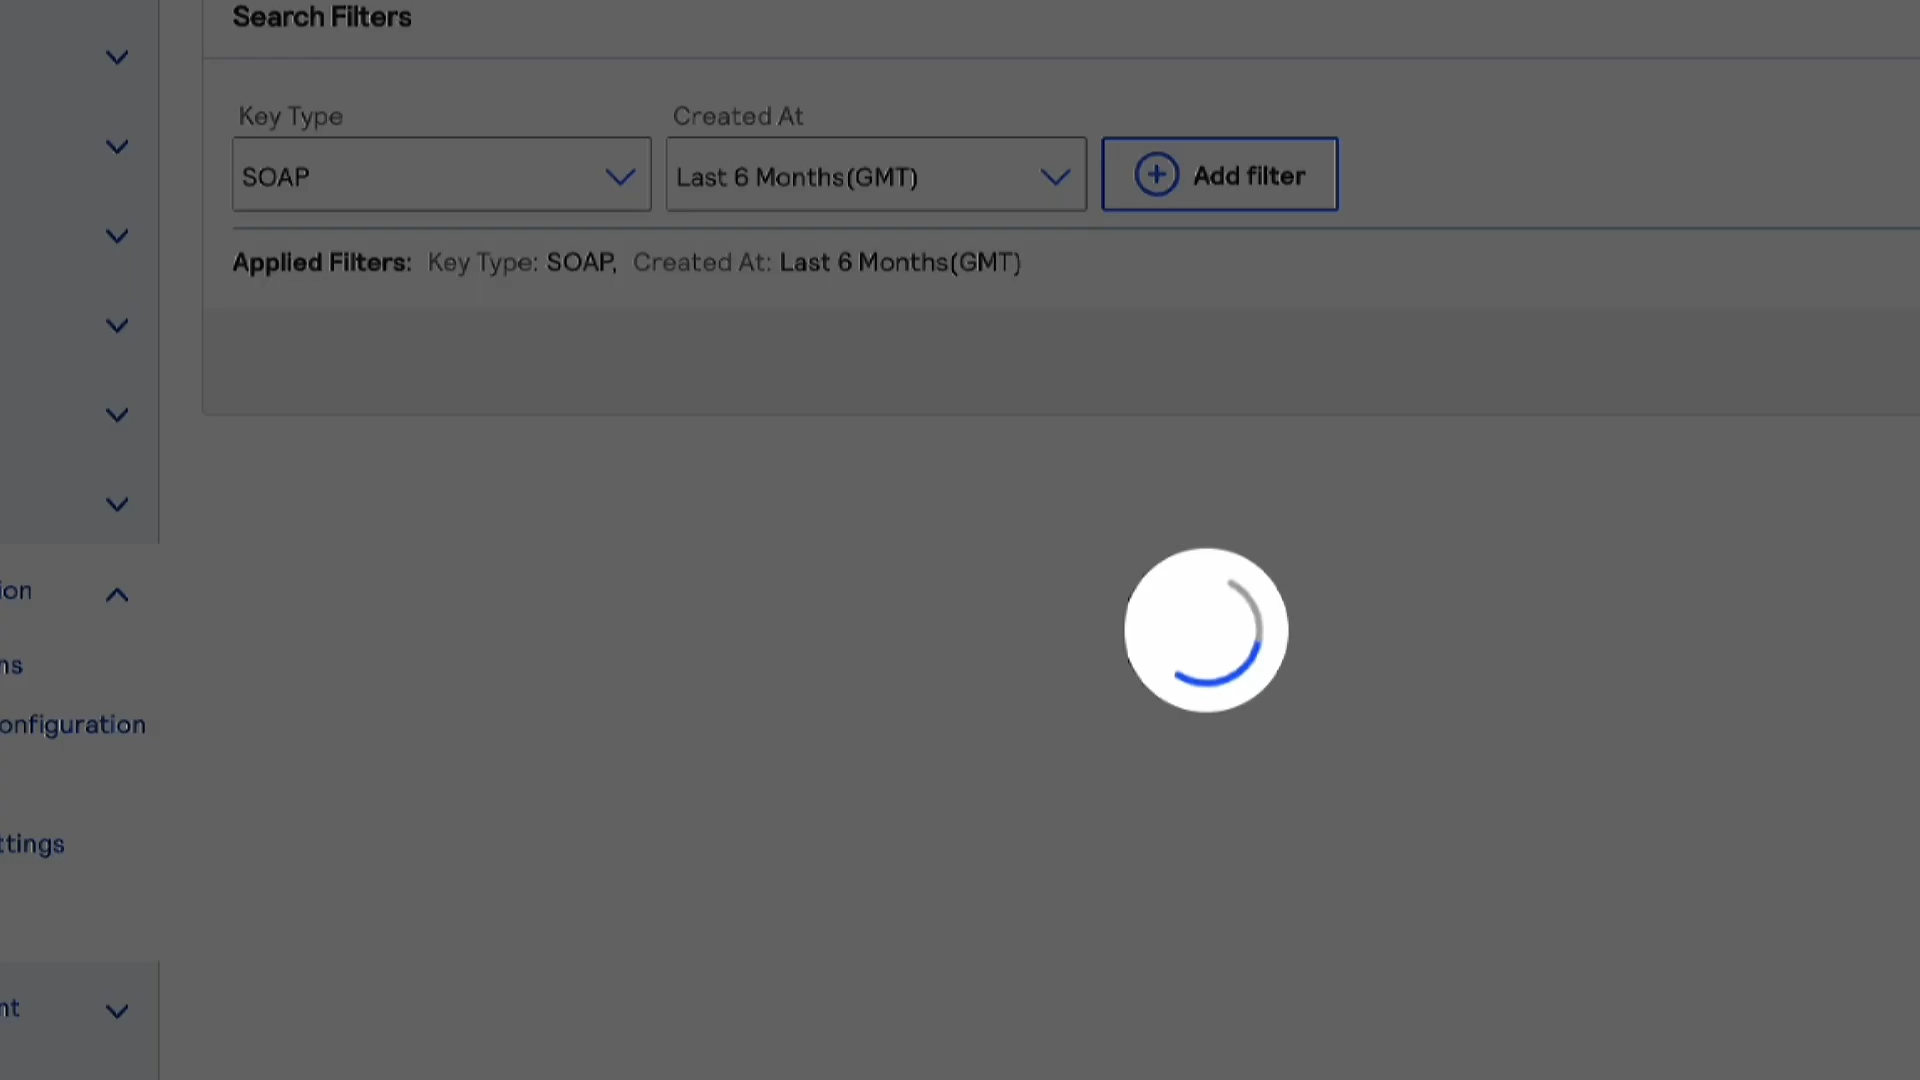 Search Filters
Key Type
Created At
SOAP
Last 6 Months(GMT)
Add filter
Applied Filters: Key Type: SOAP, Created At: Last 6 Months(GMT)
ion
ns
onfiguration
ttings
nt